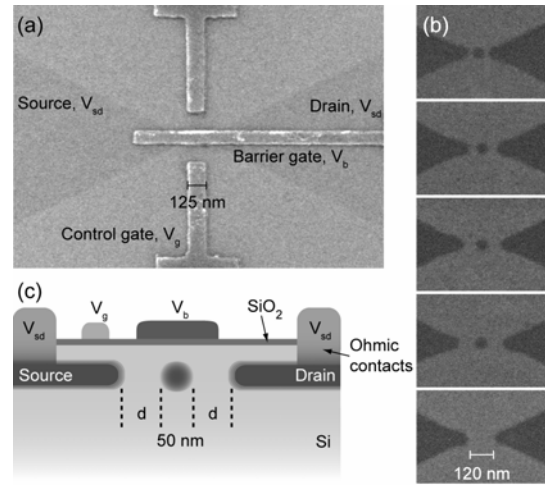 (a)
Source, Vsd
Drain, Vsd
Barrier gate, Vb
125 nm
Control gate, Vg
(b)
120 nm
(c)
Vg
Vb
SiO2
Vsd
Vsd
Ohmic
contacts
Source
Drain
d
d
50 nm
Si